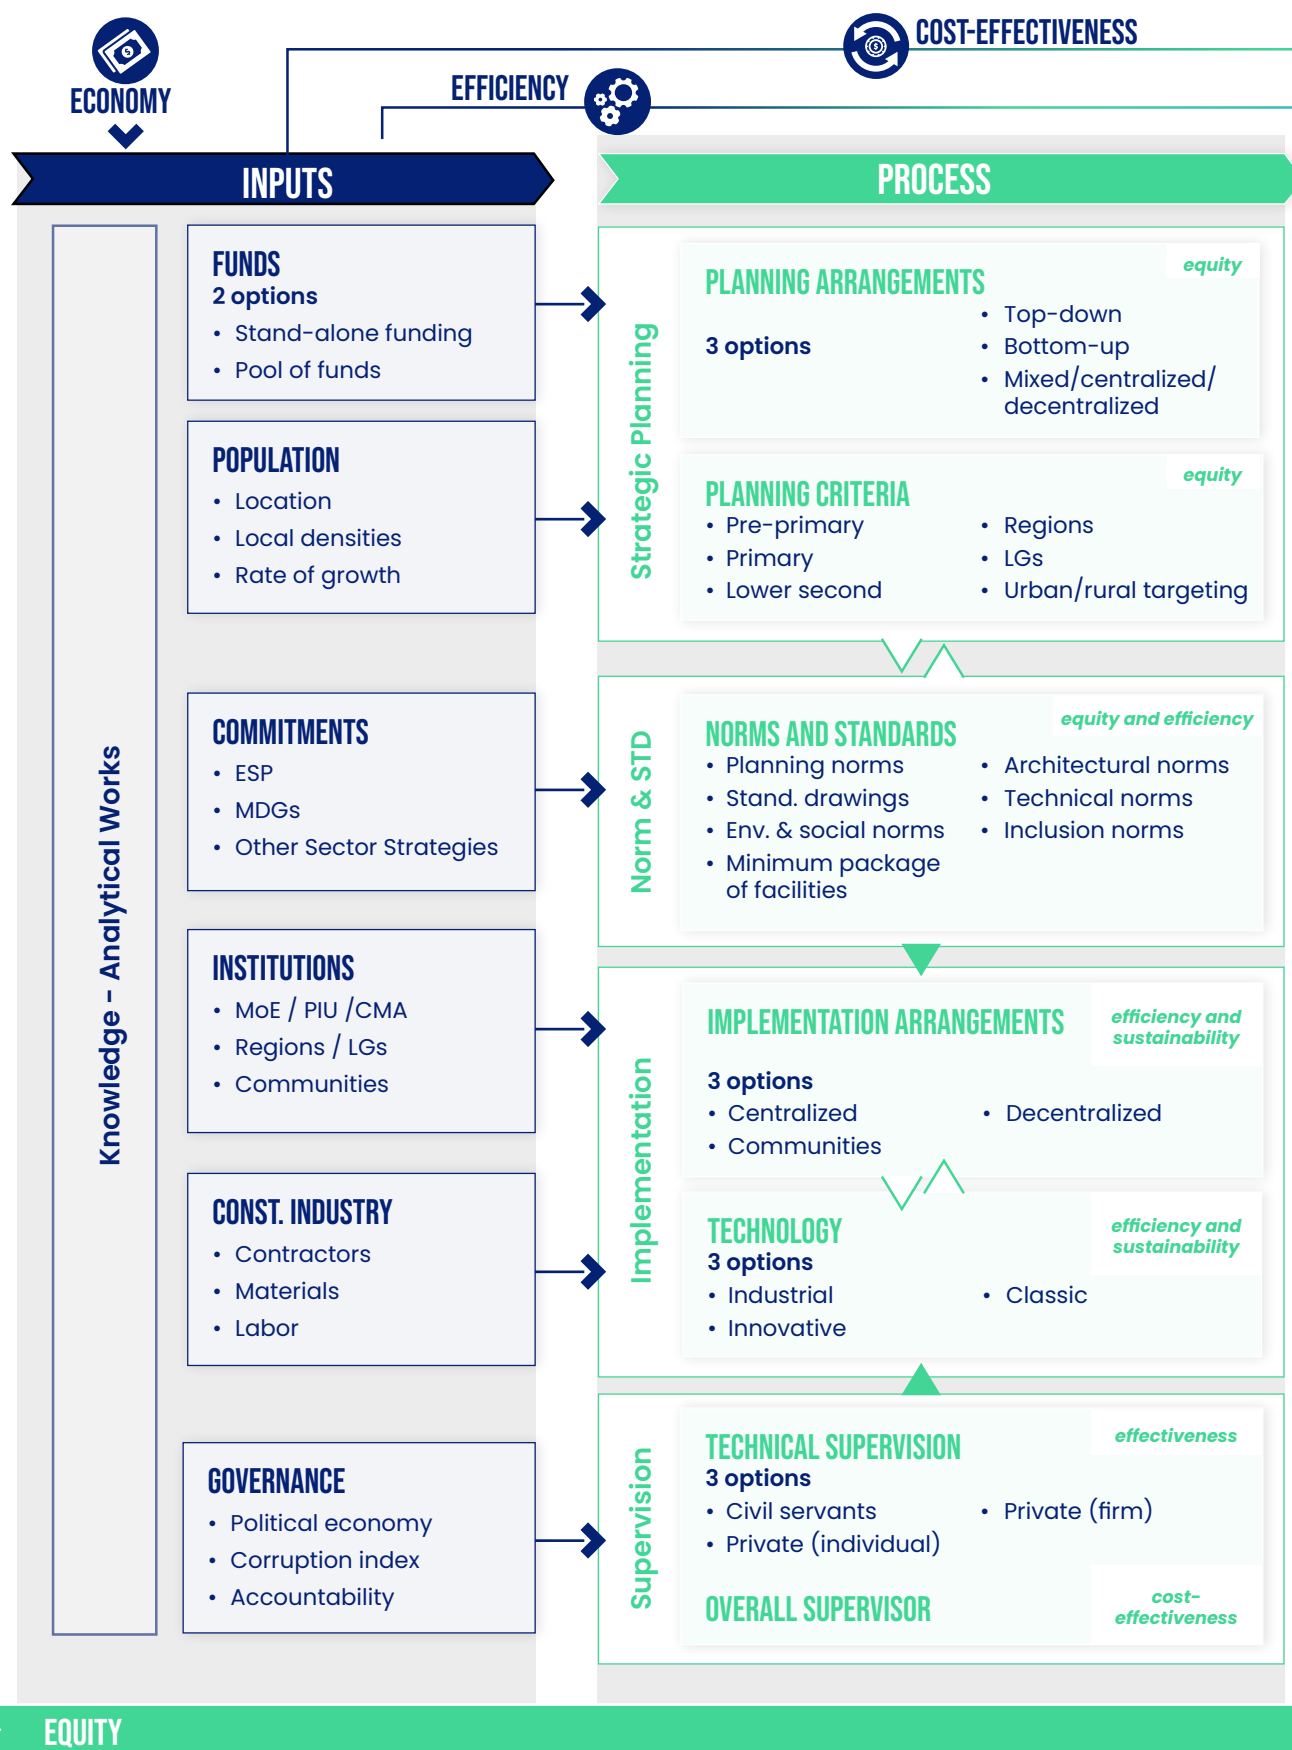 COST-EFFECTIVENESS
EFFICIENCY
ECONOMY
INPUTS
Knowledge - Analytical Works
FUNDS
2 options
• Stand-alone funding
• Pool of funds
POPULATION
• Location
• Local densities
• Rate of growth
COMMITMENTS
• ESP
• MDGs
• Other Sector Strategies
INSTITUTIONS
• MoE / PIU /CMA
• Regions / LGs
• Communities
CONST. INDUSTRY
• Contractors
• Materials
• Labor
GOVERNANCE
• Political economy
• Corruption index
• Accountability
PROCESS
Strategic Planning
equity
PLANNING ARRANGEMENTS
3 options
• Top-down
• Bottom-up
• Mixed/centralized/
decentralized
equity
PLANNING CRITERIA
• Pre-primary
• Primary
• Lower second
• Regions
• LGs
• Urban/rural targeting
Norm & STD
equity and efficiency
NORMS AND STANDARDS
• Planning norms
• Stand. drawings
• Env. & social norms
• Minimum package
of facilities
• Architectural norms
• Technical norms
• Inclusion norms
Implementation
IMPLEMENTATION ARRANGEMENTS
efficiency and
sustainability
3 options
• Centralized
• Communities
• Decentralized
TECHNOLOGY
efficiency and
sustainability
3 options
• Industrial
• Innovative
• Classic
Supervision
TECHNICAL SUPERVISION
effectiveness
3 options
• Civil servants
• Private (individual)
• Private (firm)
OVERALL SUPERVISOR
cost-
effectiveness
EQUITY